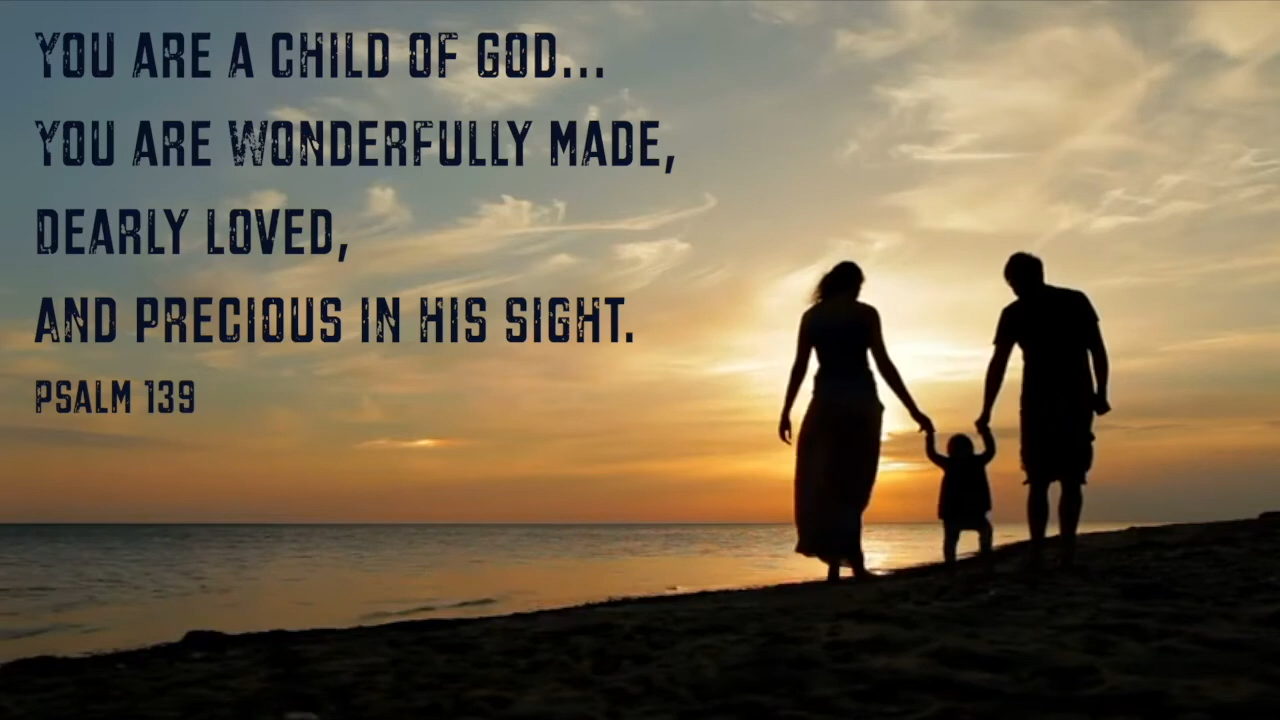 YOU ARE A CHILD OF GOD...
YOU ARE WONDERFULLY MADE,
DEARLY LOVED,
AND PRECIOUS IN HIS SIGHT.
PSALM 139